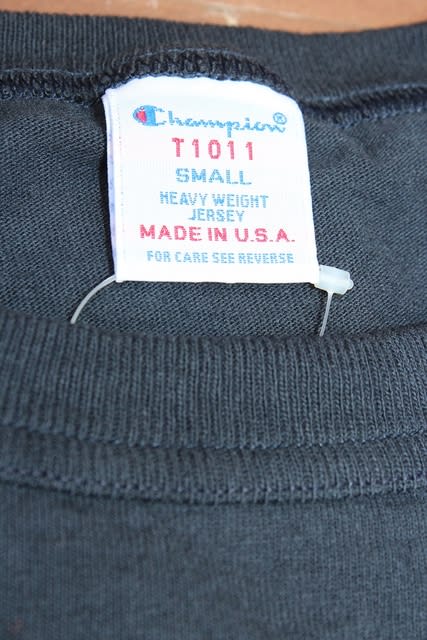 Champion®
T1011
SMALL
HEAVY WEIGHT
JERSEY
MADE IN U.S.A.
FOR CARE SEE REVERSE